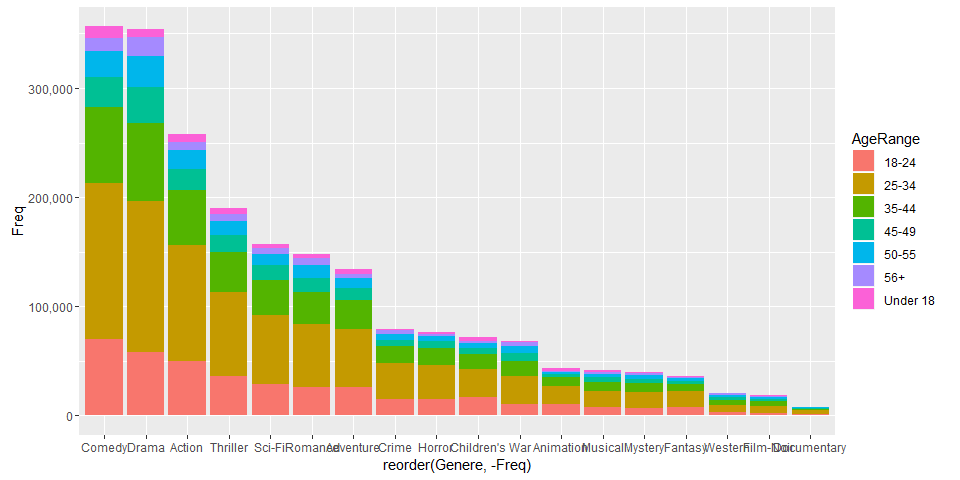 300,000
200,000
100,000
0
Freq
Comedy Drama Action Thriller Sci-Fi Romance Adventure Crime Horror Children's War Animation Musical Mystery Fantasy Western Film-Noir Documentary
reorder(Genere, -Freq)
AgeRange
18-24
25-34
35-44
45-49
50-55
56+
Under 18